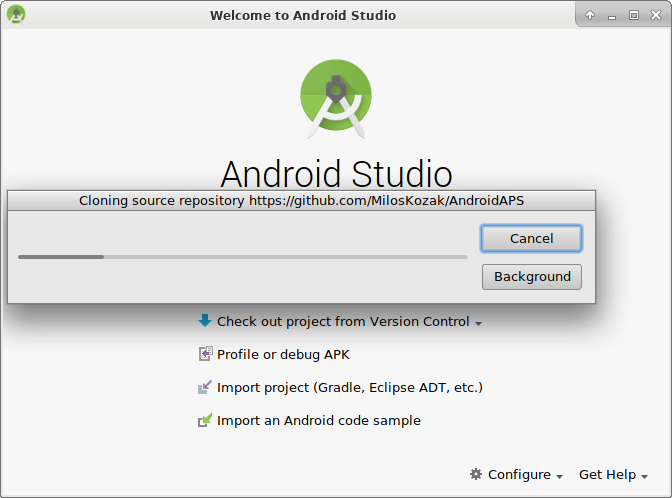 Welcome to Android Studio
Android Studio
Cloning source repository https://github.com/MilosKozak/AndroidAPS
Cancel
Background
Check out project from Version Control
Profile or debug APK
Import project (Gradle, Eclipse ADT, etc.)
Import an Android code sample
Configure Get Help